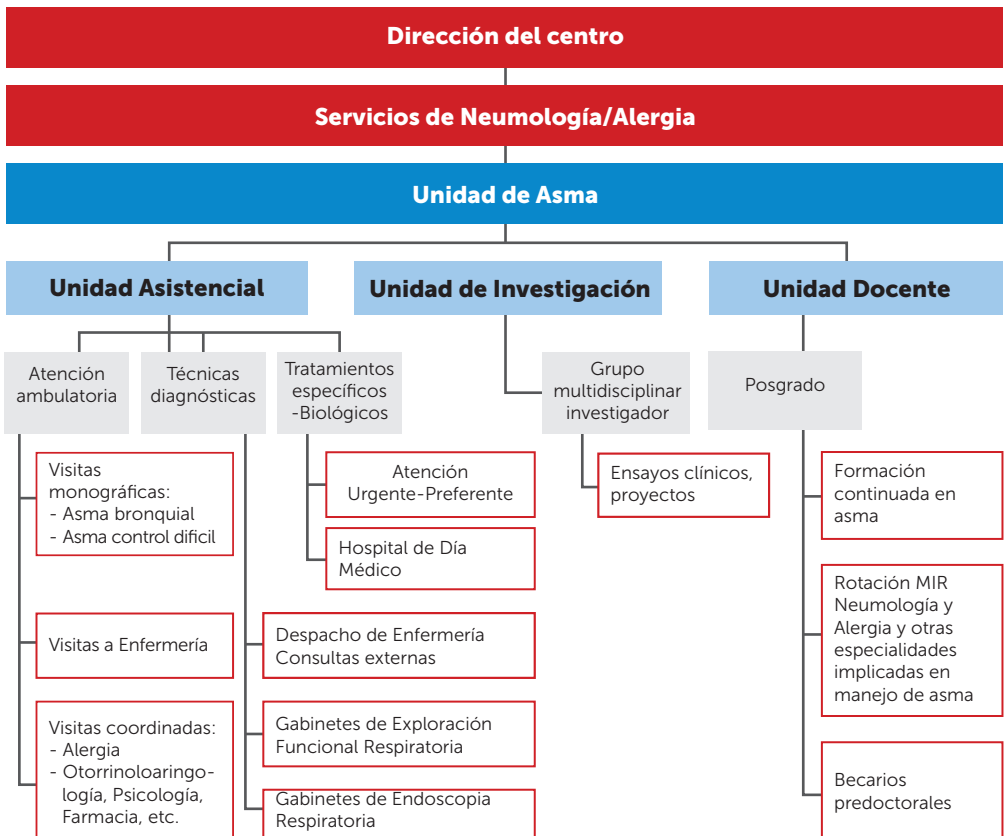 Dirección del centro
Servicios de Neumología/Alergia
Unidad de Asma
Unidad Asistencial
Unidad de Investigación
Unidad Docente
Atención
ambulatoria
Técnicas
diagnósticas
Tratamientos
específicos
-Biológicos
Grupo
multidisciplinar
investigador
Posgrado
Visitas
monográficas:
- Asma bronquial
- Asma control dificil
Visitas a Enfermería
Visitas coordinadas:
- Alergia
- Otorrinoloaringo-
logía, Psicología,
Farmacia, etc.
Atención
Urgente-Preferente
Hospital de Día
Médico
Despacho de Enfermería
Consultas externas
Gabinetes de Exploración
Funcional Respiratoria
Gabinetes de Endoscopia
Respiratoria
Ensayos clínicos,
proyectos
Formación
continuada en
asma
Rotación MIR
Neumología y
Alergia y otras
especialidades
implicadas en
manejo de asma
Becarios
predoctorales